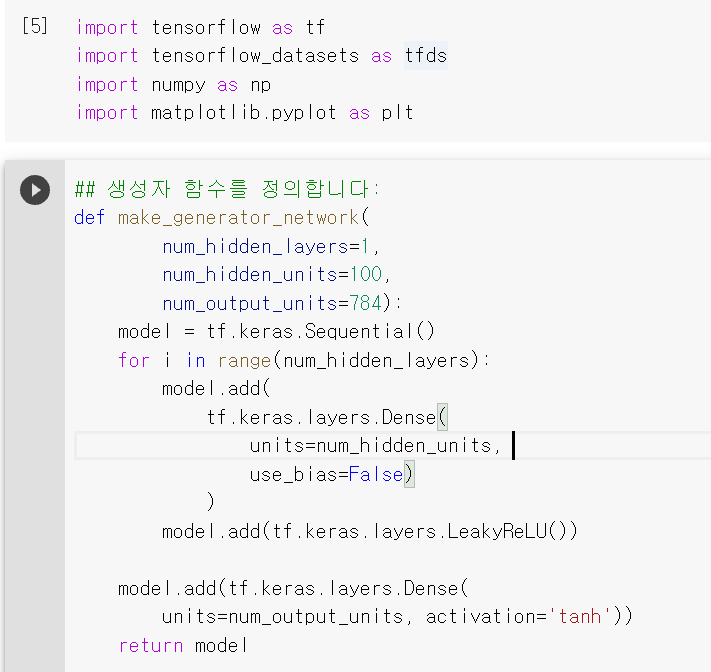 [5] import tensorflow as tf
import tensorflow_datasets as tfds
import numpy as np
import matplotlib.pyplot as plt
## 생성자 함수를 정의합니다:
def make_generator_network(
        num_hidden_layers=1,
        num_hidden_units=100,
        num_output_units=784):
    model = tf.keras.Sequential()
    for i in range(num_hidden_layers):
        model.add(
            tf.keras.layers.Dense(
                units=num_hidden_units,
                use_bias=False)
            )
        model.add(tf.keras.layers.LeakyReLU())
    model.add(tf.keras.layers.Dense(
        units=num_output_units, activation='tanh'))
    return model